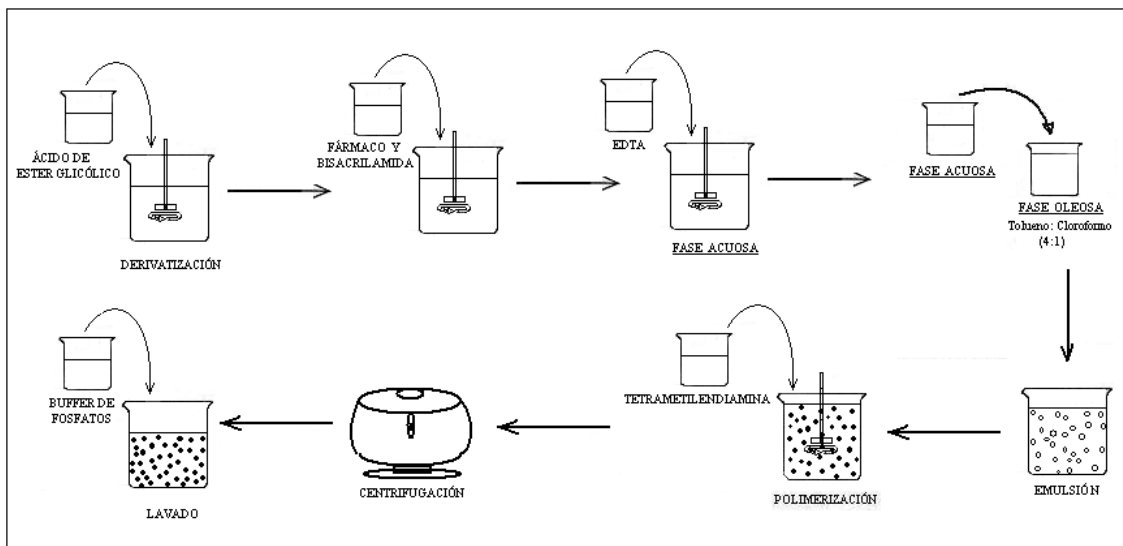 ÁCIDO DE
ESTER GLICÓLICO
DERIVATIZACIÓN
FÁRMACO Y
BISACRILAMIDA
EDTA
FASE ACUOSA
FASE ACUOSA
FASE OLEOSA
Tolueno: Cloroformo
(4:1)
EMULSIÓN
TETRAMETILENDIAMINA
POLIMERIZACIÓN
CENTRIFUGACIÓN
BUFFER DE
FOSFATOS
LAVADO